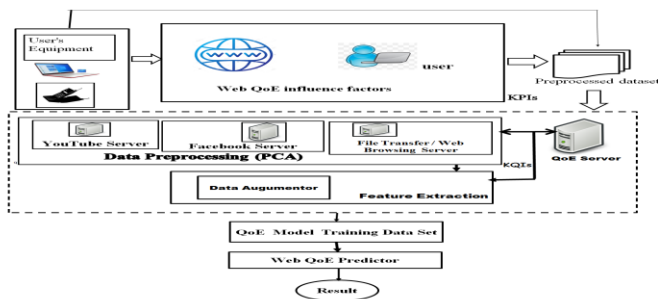 User's
Equipment
WWW
user
Web QoE influence factors
KPIs
Preprocessed dataset
YouTube Server
Facebook Server
File Transfer / Web
Browsing Server
Data Preprocessing (PCA)
KQIs
QoE Server
Data Augumentor
Feature Extraction
QoE Model Training Data Set
Web QoE Predictor
Result